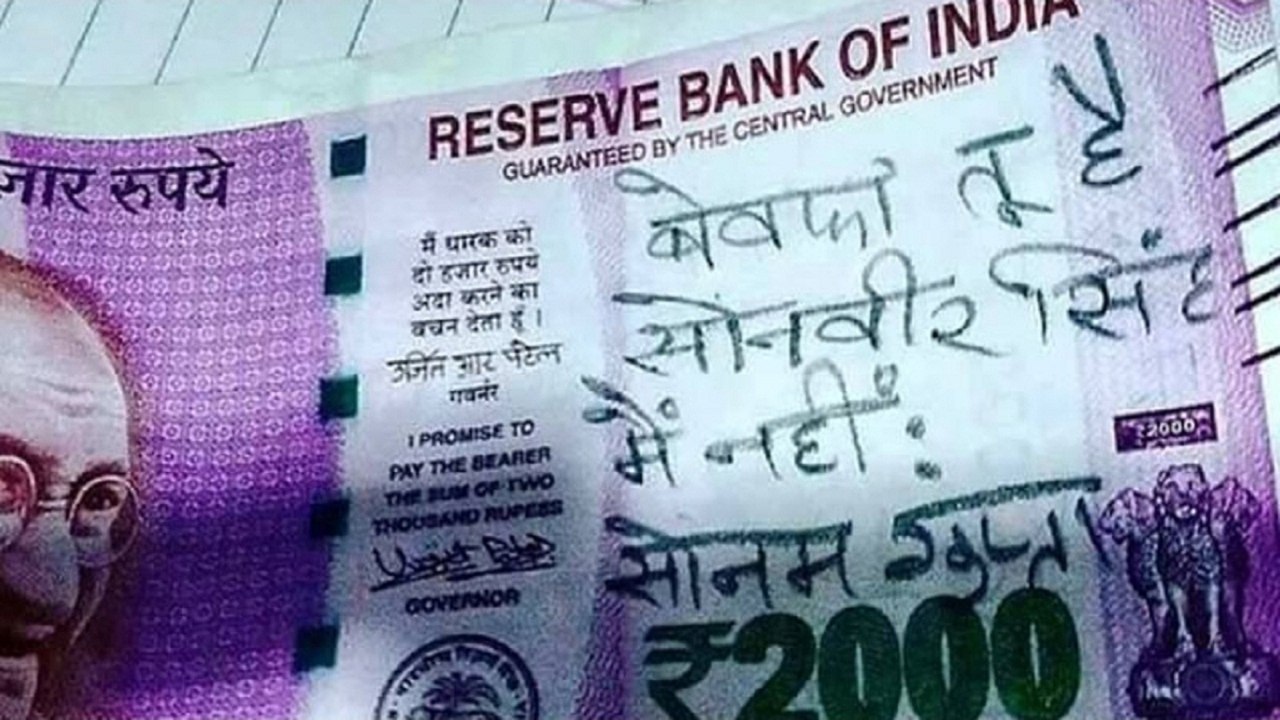 RESERVE BANK OF INDIA
GUARANTEED BY THE CENTRAL GOVERNMENT
जार रुपये
मैं धारक को
दो हज़ार रुपये
अदा करने का
वचन देता हूँ ।
उर्जित आर पटेल
गवर्नर
I PROMISE TO
PAY THE BEARER
THE SUM OF TWO
THOUSAND RUPEES
GOVERNOR
बेवफा तू है
सोनवीर सिंह
मैं नहीं :
सोनम गुप्ता
₹2000
₹2000